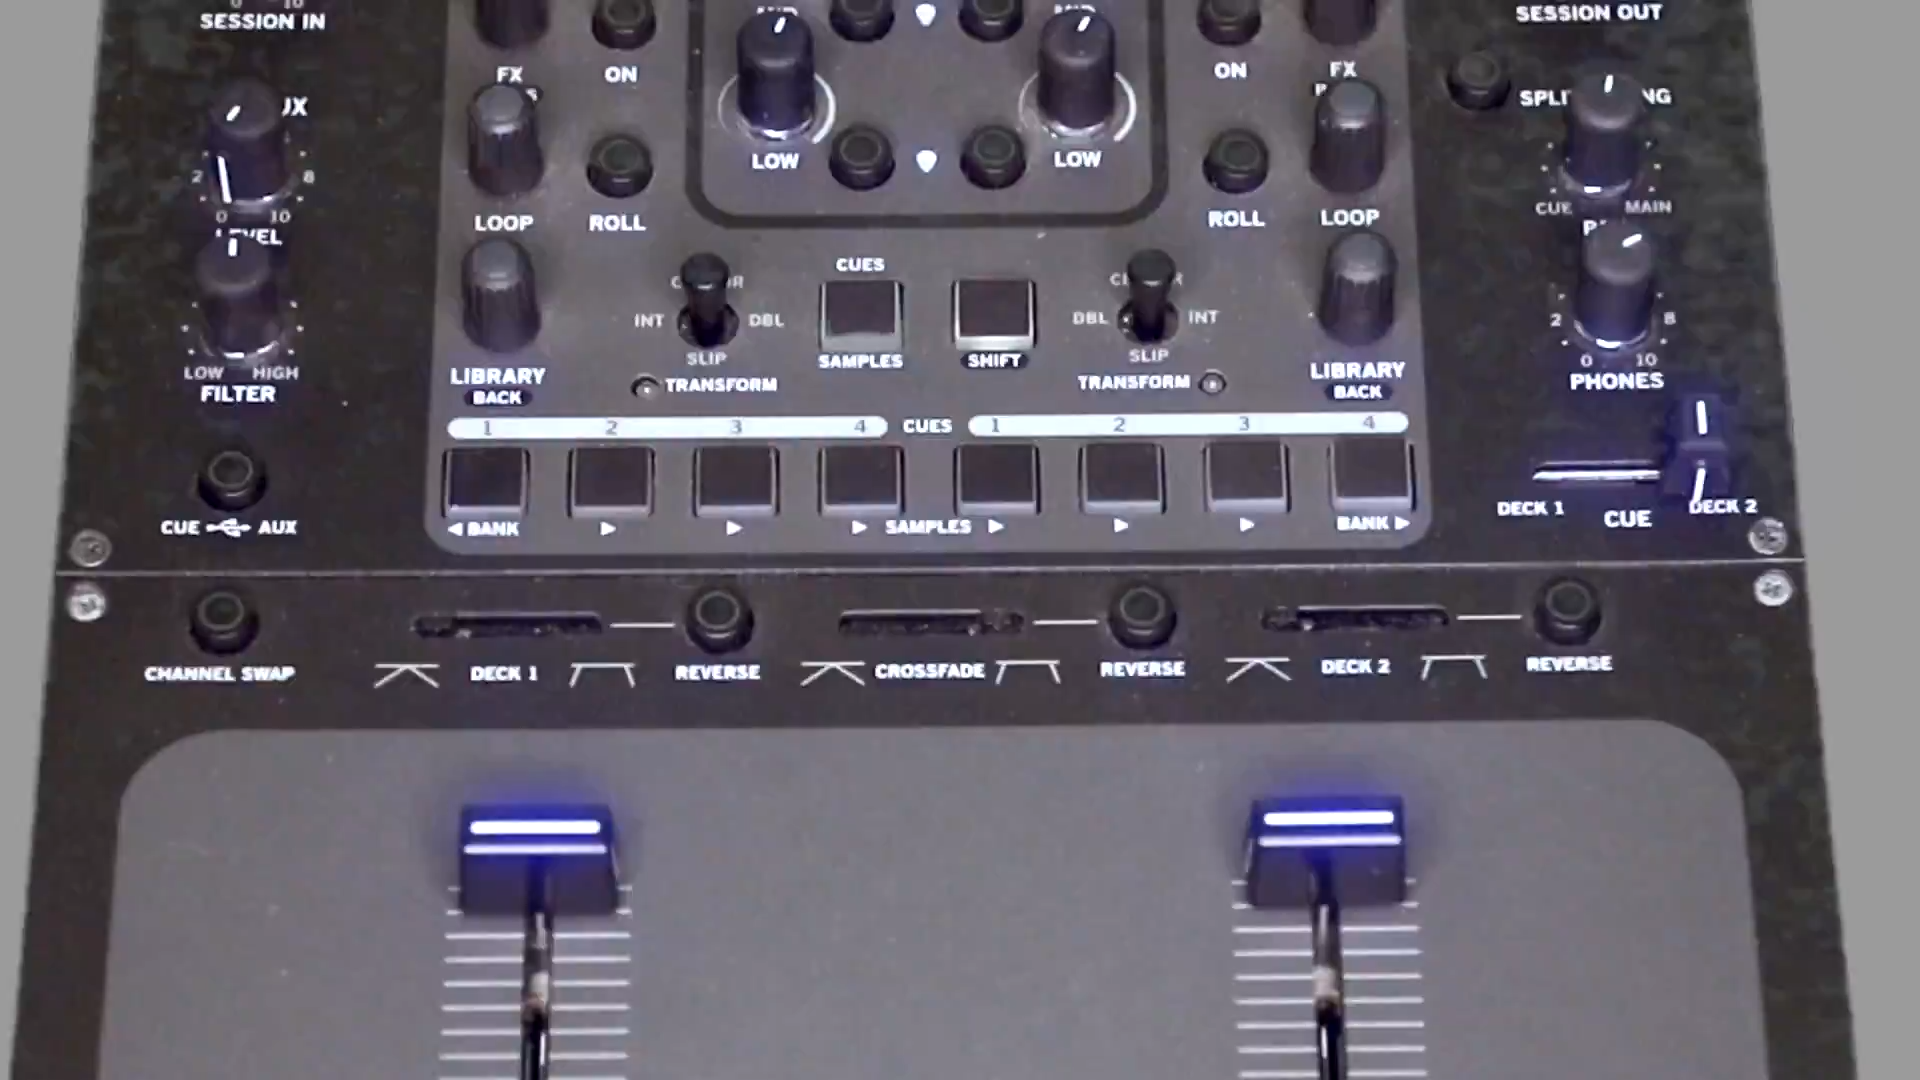 SESSION IN
SESSION OUT
FX
ON
ON
FX
2 8
0 10
LOW
LOW
CUE MAIN
LOOP
ROLL
ROLL
LOOP
CUES
INT DBL
SLIP
SAMPLES
SHIFT
DBL INT
SLIP
2 8
0 10
PHONES
LOW HIGH
FILTER
LIBRARY
BACK
TRANSFORM
TRANSFORM
LIBRARY
BACK
1 2 3 4 CUES 1 2 3 4
DECK 1 DECK 2
CUE
CUE AUX
◀ BANK ▶ ▶ ▶ SAMPLES ▶ ▶ ▶ BANK ▶
CHANNEL SWAP
DECK 1
REVERSE
CROSSFADE
REVERSE
DECK 2
REVERSE